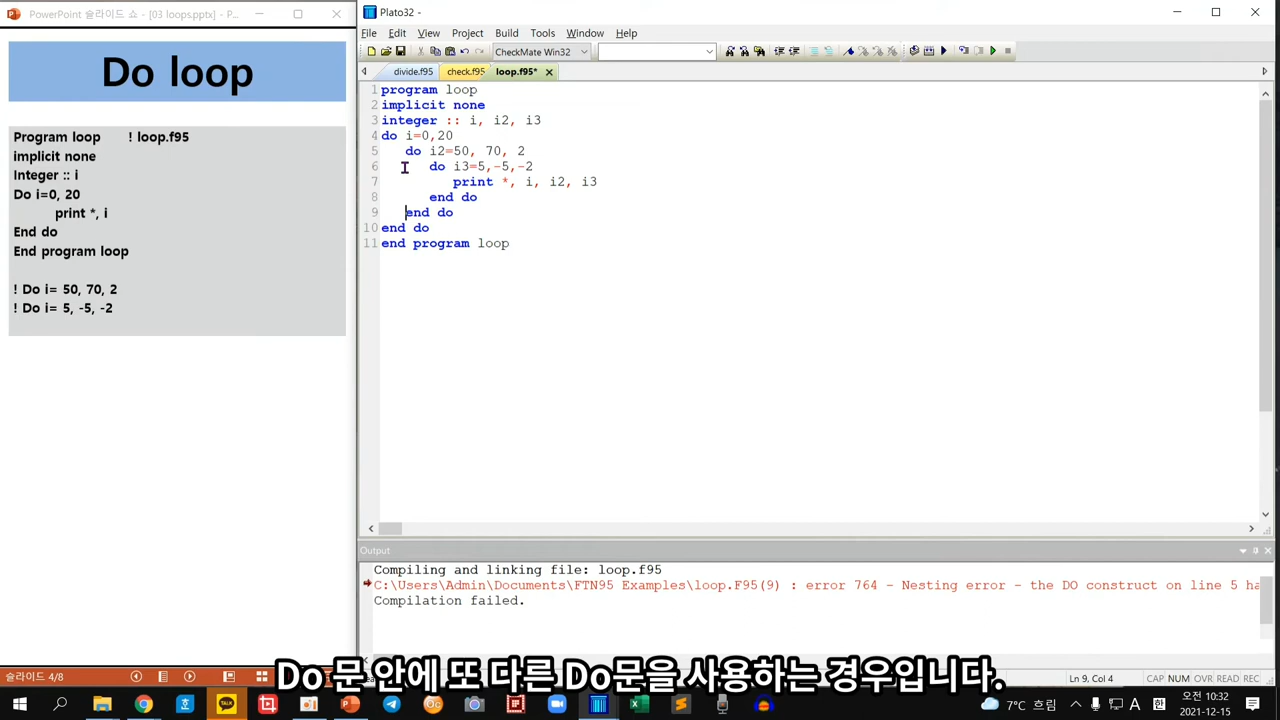 PowerPoint 슬라이드 쇼 - [03 loops.pptx] - P...
Do loop
Program loop ! loop.f95
implicit none
Integer :: i
Do i=0, 20
print *, i
End do
End program loop
! Do i= 50, 70, 2
! Do i= 5, -5, -2
슬라이드 4/8
Plato32 -
File Edit View Project Build Tools Window Help
CheckMate Win32
divide.f95 check.f95 loop.f95*
1 program loop
2 implicit none
3 integer :: i, i2, i3
4 do i=0,20
5 do i2=50, 70, 2
6 do i3=5,-5,-2
7 print *, i, i2, i3
8 end do
9 end do
10 end do
11 end program loop
Output
Compiling and linking file: loop.f95
C:\Users\Admin\Documents\FTN95 Examples\loop.F95(9) : error 764 - Nesting error - the DO construct on line 5 ha
Compilation failed.
Do 문 안에 또 다른 Do문을 사용하는 경우입니다.
Ln 9, Col 4
CAP NUM OVR READ REC
TALK
7°C 흐림
A
한
오전 10:32
2021-12-15